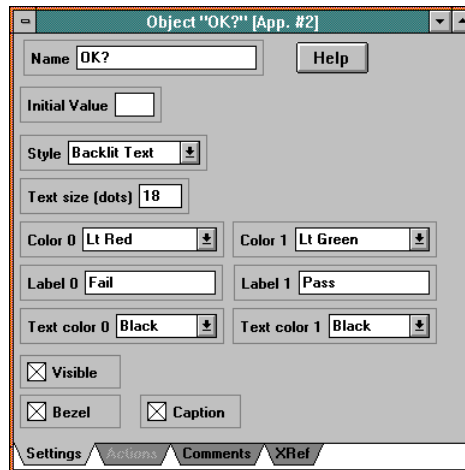 Object "OK?" [App. #2]
Name OK? Help
Initial Value
Style Backlit Text
Text size (dots) 18
Color 0 Lt Red Color 1 Lt Green
Label 0 Fail Label 1 Pass
Text color 0 Black Text color 1 Black
Visible
Bezel Caption
Settings Actions Comments XRef